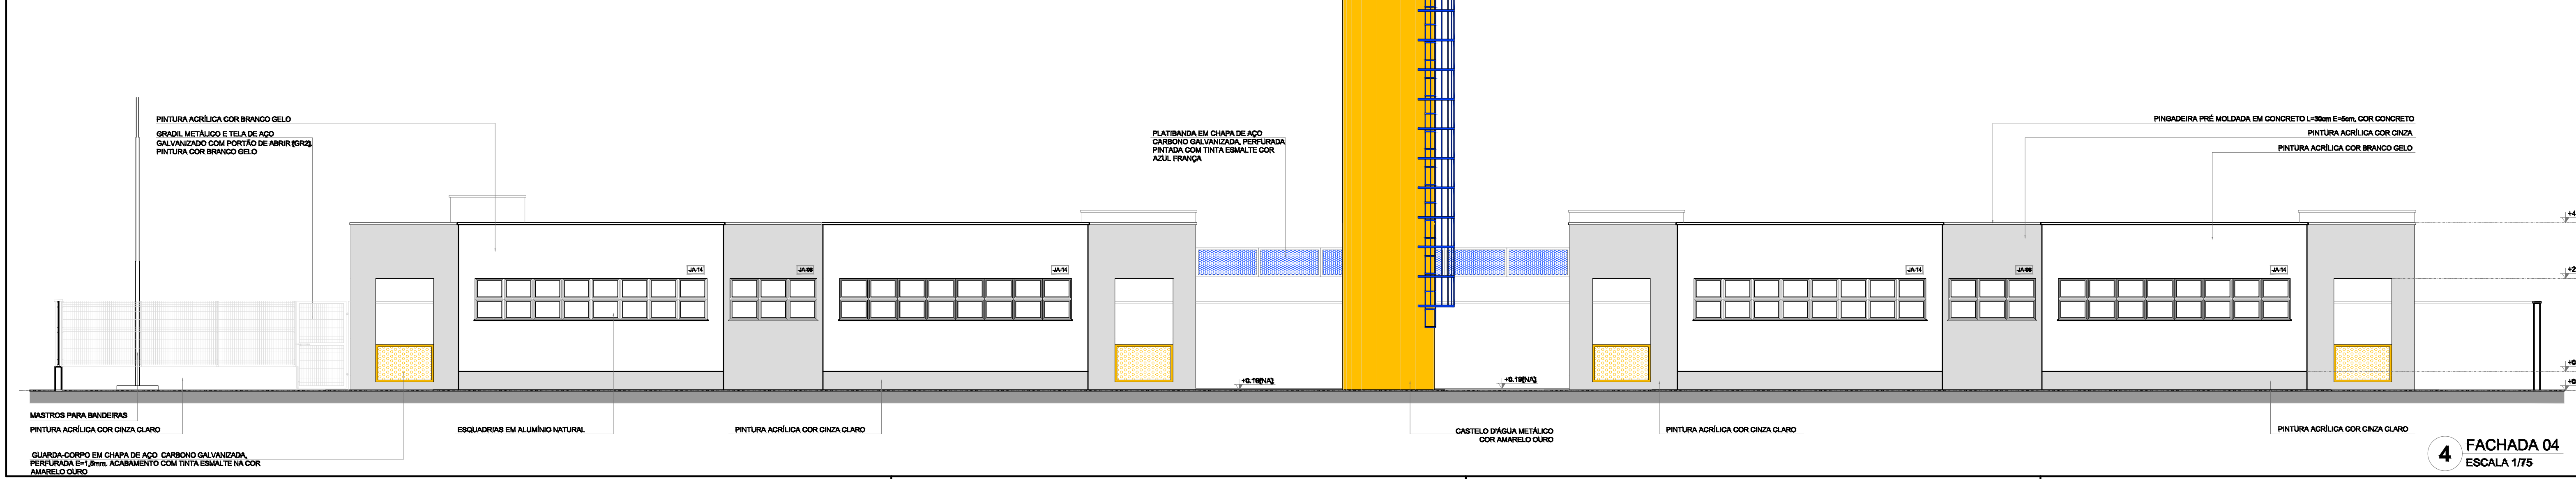 PINTURA ACRÍLICA COR BRANCO GELO
GRADIL METÁLICO E TELA DE AÇO
GALVANIZADO COM PORTÃO DE ABRIR (GR2),
PINTURA COR BRANCO GELO
PLATIBANDA EM CHAPA DE AÇO
CARBONO GALVANIZADA, PERFURADA
PINTADA COM TINTA ESMALTE COR
AZUL FRANÇA
PINGADEIRA PRÉ MOLDADA EM CONCRETO L=30cm E=5cm, COR CONCRETO
PINTURA ACRÍLICA COR CINZA
PINTURA ACRÍLICA COR BRANCO GELO
+4
JA-14
JA-08
JA-14
JA-14
JA-08
JA-14
+2
+0
+0.16(NA)
+0.19(NA)
+0
MASTROS PARA BANDEIRAS
PINTURA ACRÍLICA COR CINZA CLARO
ESQUADRIAS EM ALUMÍNIO NATURAL
PINTURA ACRÍLICA COR CINZA CLARO
CASTELO D'ÁGUA METÁLICO
COR AMARELO OURO
PINTURA ACRÍLICA COR CINZA CLARO
PINTURA ACRÍLICA COR CINZA CLARO
GUARDA-CORPO EM CHAPA DE AÇO CARBONO GALVANIZADA,
PERFURADA E=1,5mm. ACABAMENTO COM TINTA ESMALTE NA COR
AMARELO OURO
4
FACHADA 04
ESCALA 1/75